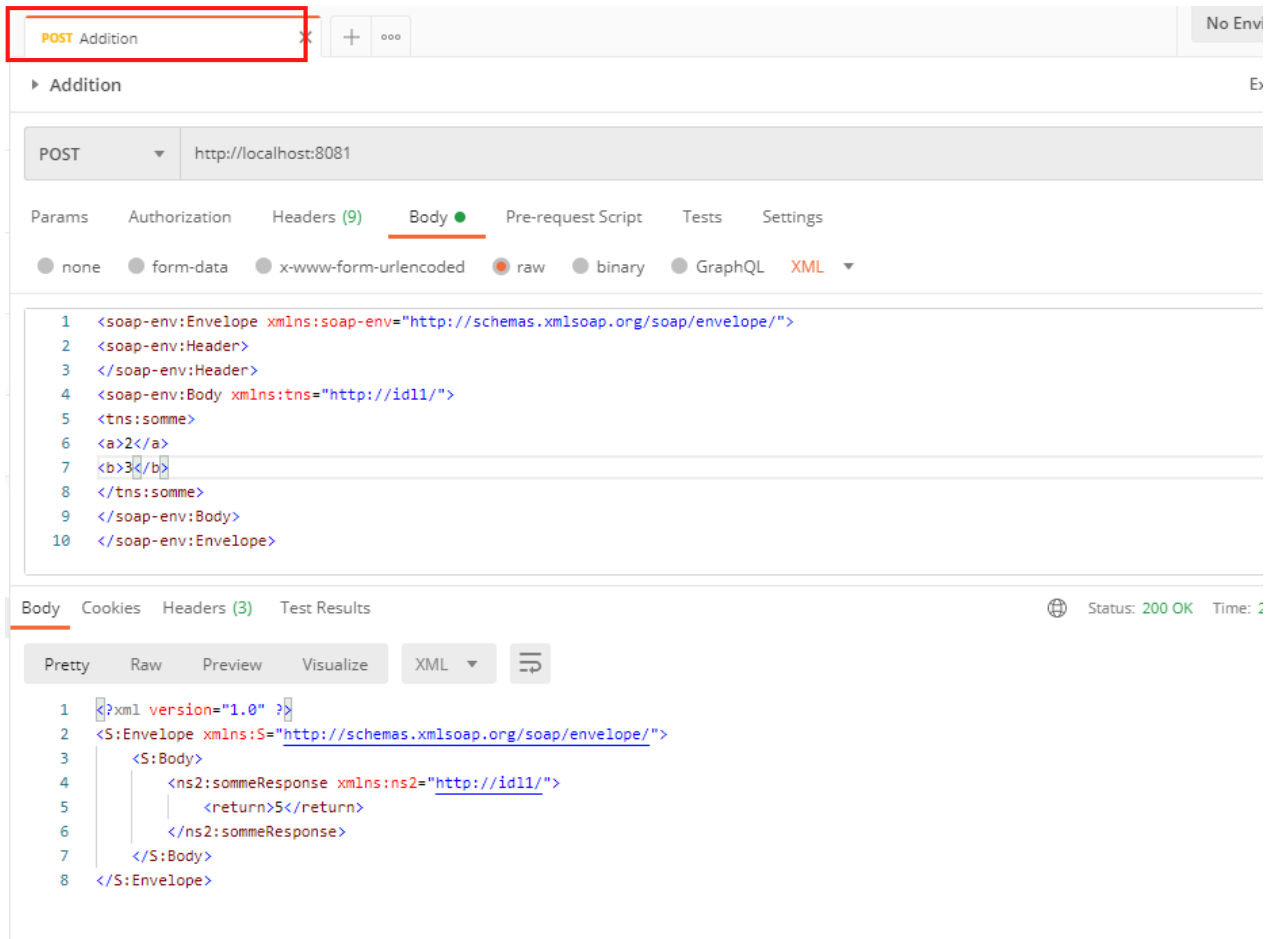 POST Addition
No Envi
Addition
Ex
POST http://localhost:8081
Params Authorization Headers (9) Body Pre-request Script Tests Settings
none form-data x-www-form-urlencoded raw binary GraphQL XML
1 <soap-env:Envelope xmlns:soap-env="http://schemas.xmlsoap.org/soap/envelope/">
2 <soap-env:Header>
3 </soap-env:Header>
4 <soap-env:Body xmlns:tns="http://idl1/">
5 <tns:somme>
6 <a>2</a>
7 <b>3</b>
8 </tns:somme>
9 </soap-env:Body>
10 </soap-env:Envelope>
Body Cookies Headers (3) Test Results Status: 200 OK Time: 2
Pretty Raw Preview Visualize XML
1 <?xml version="1.0" ?>
2 <S:Envelope xmlns:S="http://schemas.xmlsoap.org/soap/envelope/">
3 <S:Body>
4 <ns2:sommeResponse xmlns:ns2="http://idl1/">
5 <return>5</return>
6 </ns2:sommeResponse>
7 </S:Body>
8 </S:Envelope>